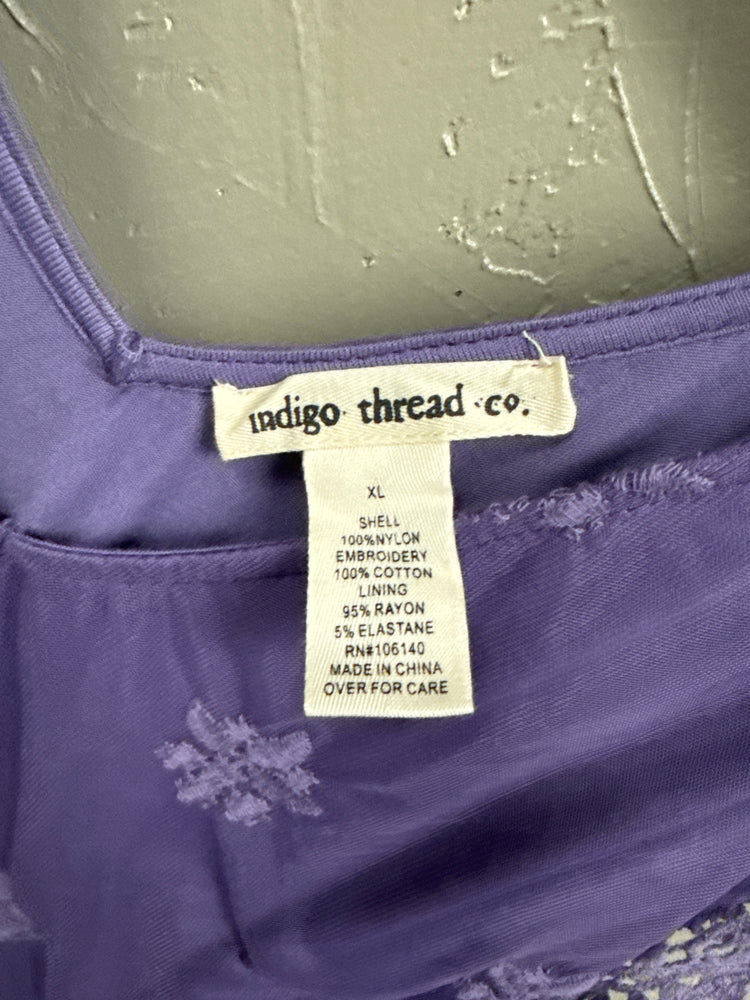 indigo thread co.
XL
SHELL
100%NYLON
EMBROIDERY
100% COTTON
LINING
95% RAYON
5% ELASTANE
RN#106140
MADE IN CHINA
OVER FOR CARE